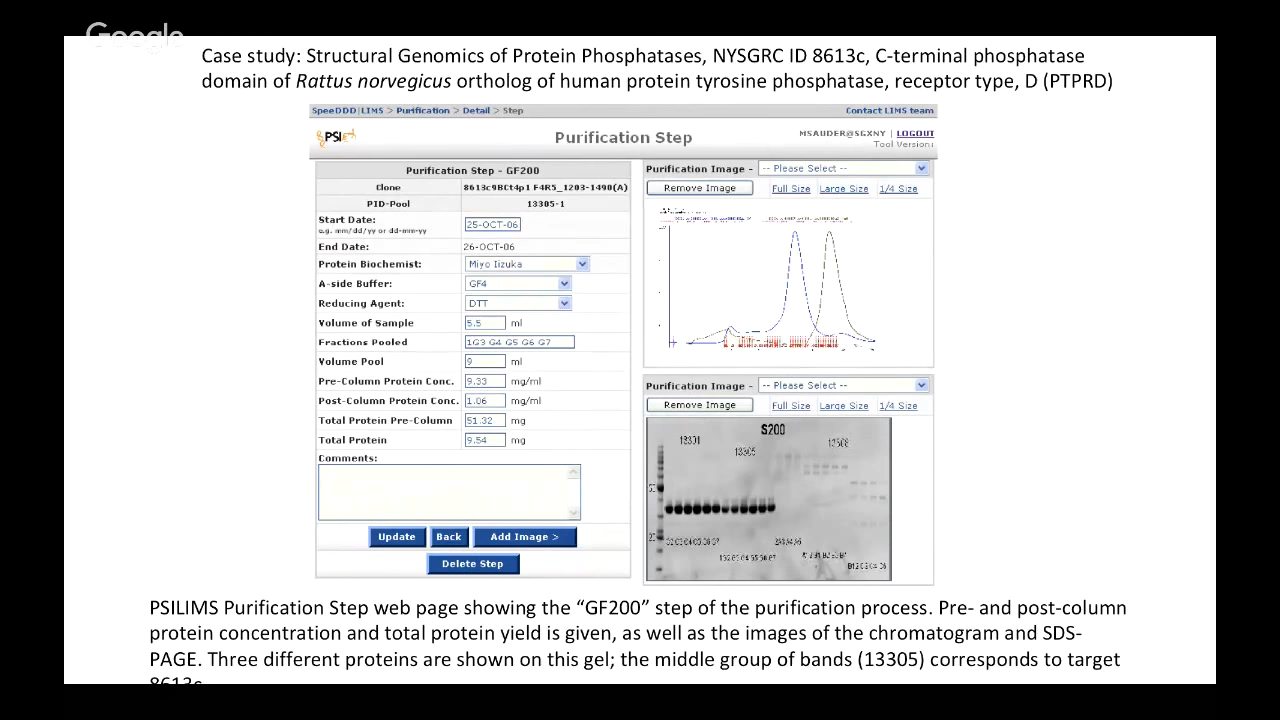 Google
Case study: Structural Genomics of Protein Phosphatases, NYSGRC ID 8613c, C-terminal phosphatase
domain of Rattus norvegicus ortholog of human protein tyrosine phosphatase, receptor type, D (PTPRD)
SpeeDDD|LIMS > Purification > Detail > Step
Contact LIMS team
PSI
Purification Step
MSAUDER@SGXNY | LOGOUT
Tool Version:
Purification Step - GF200
Clone 8613c9BCt4p1 F4R5_1203-1490(A)
PID-Pool 13305-1
Start Date: 25-OCT-06
e.g. mm/dd/yy or dd-mm-yy
End Date: 26-OCT-06
Protein Biochemist: Miyo Iizuka
A-side Buffer: GF4
Reducing Agent: DTT
Volume of Sample 5.5 ml
Fractions Pooled 1G3 G4 G5 G6 G7
Volume Pool 9 ml
Pre-Column Protein Conc. 9.33 mg/ml
Post-Column Protein Conc. 1.06 mg/ml
Total Protein Pre-Column 51.32 mg
Total Protein 9.54 mg
Comments:
Update Back Add Image >
Delete Step
Purification Image - -- Please Select --
Remove Image Full Size Large Size 1/4 Size
Purification Image - -- Please Select --
Remove Image Full Size Large Size 1/4 Size
S200
13305
PSILIMS Purification Step web page showing the “GF200” step of the purification process. Pre- and post-column
protein concentration and total protein yield is given, as well as the images of the chromatogram and SDS-
PAGE. Three different proteins are shown on this gel; the middle group of bands (13305) corresponds to target
8613c